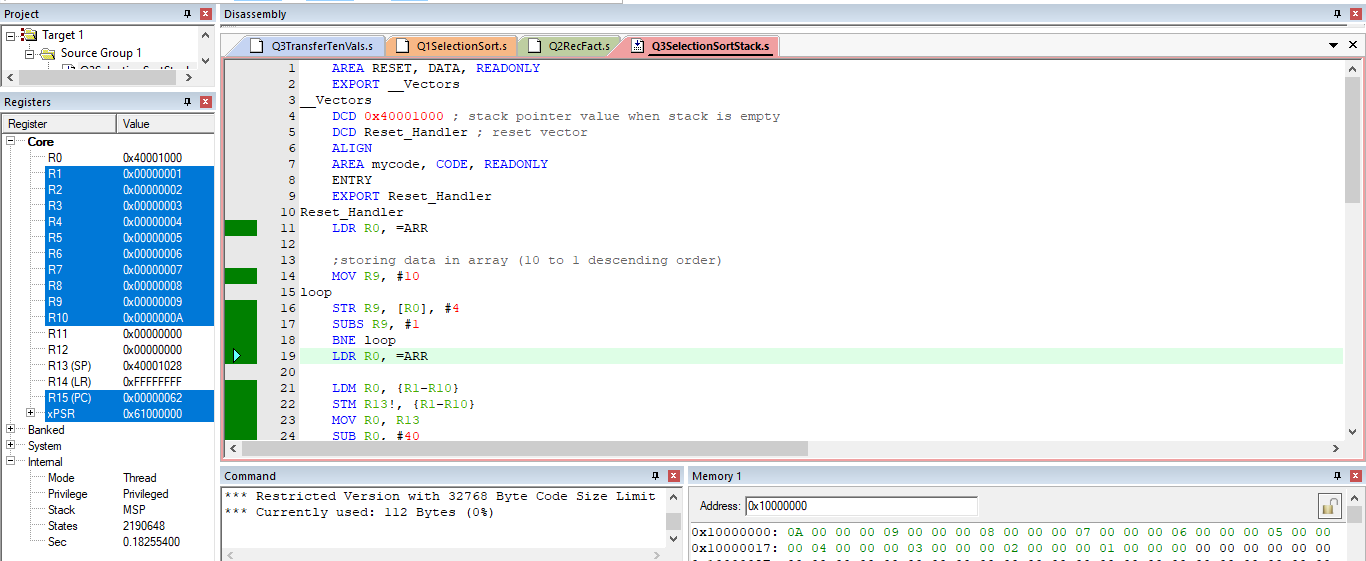 Project
Target 1
Source Group 1
Registers
Register Value
Core
R0 0x40001000
R1 0x00000001
R2 0x00000002
R3 0x00000003
R4 0x00000004
R5 0x00000005
R6 0x00000006
R7 0x00000007
R8 0x00000008
R9 0x00000009
R10 0x0000000A
R11 0x00000000
R12 0x00000000
R13 (SP) 0x40001028
R14 (LR) 0xFFFFFFFF
R15 (PC) 0x00000062
xPSR 0x61000000
Banked
System
Internal
Mode Thread
Privilege Privileged
Stack MSP
States 2190648
Sec 0.18255400
Disassembly
Q3TransferTenVals.s Q1SelectionSort.s Q2RecFact.s Q3SelectionSortStack.s
1 AREA RESET, DATA, READONLY
2 EXPORT __Vectors
3 __Vectors
4 DCD 0x40001000 ; stack pointer value when stack is empty
5 DCD Reset_Handler ; reset vector
6 ALIGN
7 AREA mycode, CODE, READONLY
8 ENTRY
9 EXPORT Reset_Handler
10 Reset_Handler
11 LDR R0, =ARR
12
13 ;storing data in array (10 to 1 descending order)
14 MOV R9, #10
15 loop
16 STR R9, [R0], #4
17 SUBS R9, #1
18 BNE loop
19 LDR R0, =ARR
20
21 LDM R0, {R1-R10}
22 STM R13!, {R1-R10}
23 MOV R0, R13
24 SUB R0, #40
Command
*** Restricted Version with 32768 Byte Code Size Limit
*** Currently used: 112 Bytes (0%)
Memory 1
Address: 0x10000000
0x10000000: 0A 00 00 00 09 00 00 00 08 00 00 00 07 00 00 00 06 00 00 00 05 00 00
0x10000017: 00 04 00 00 00 03 00 00 00 02 00 00 00 01 00 00 00 00 00 00 00 00 00